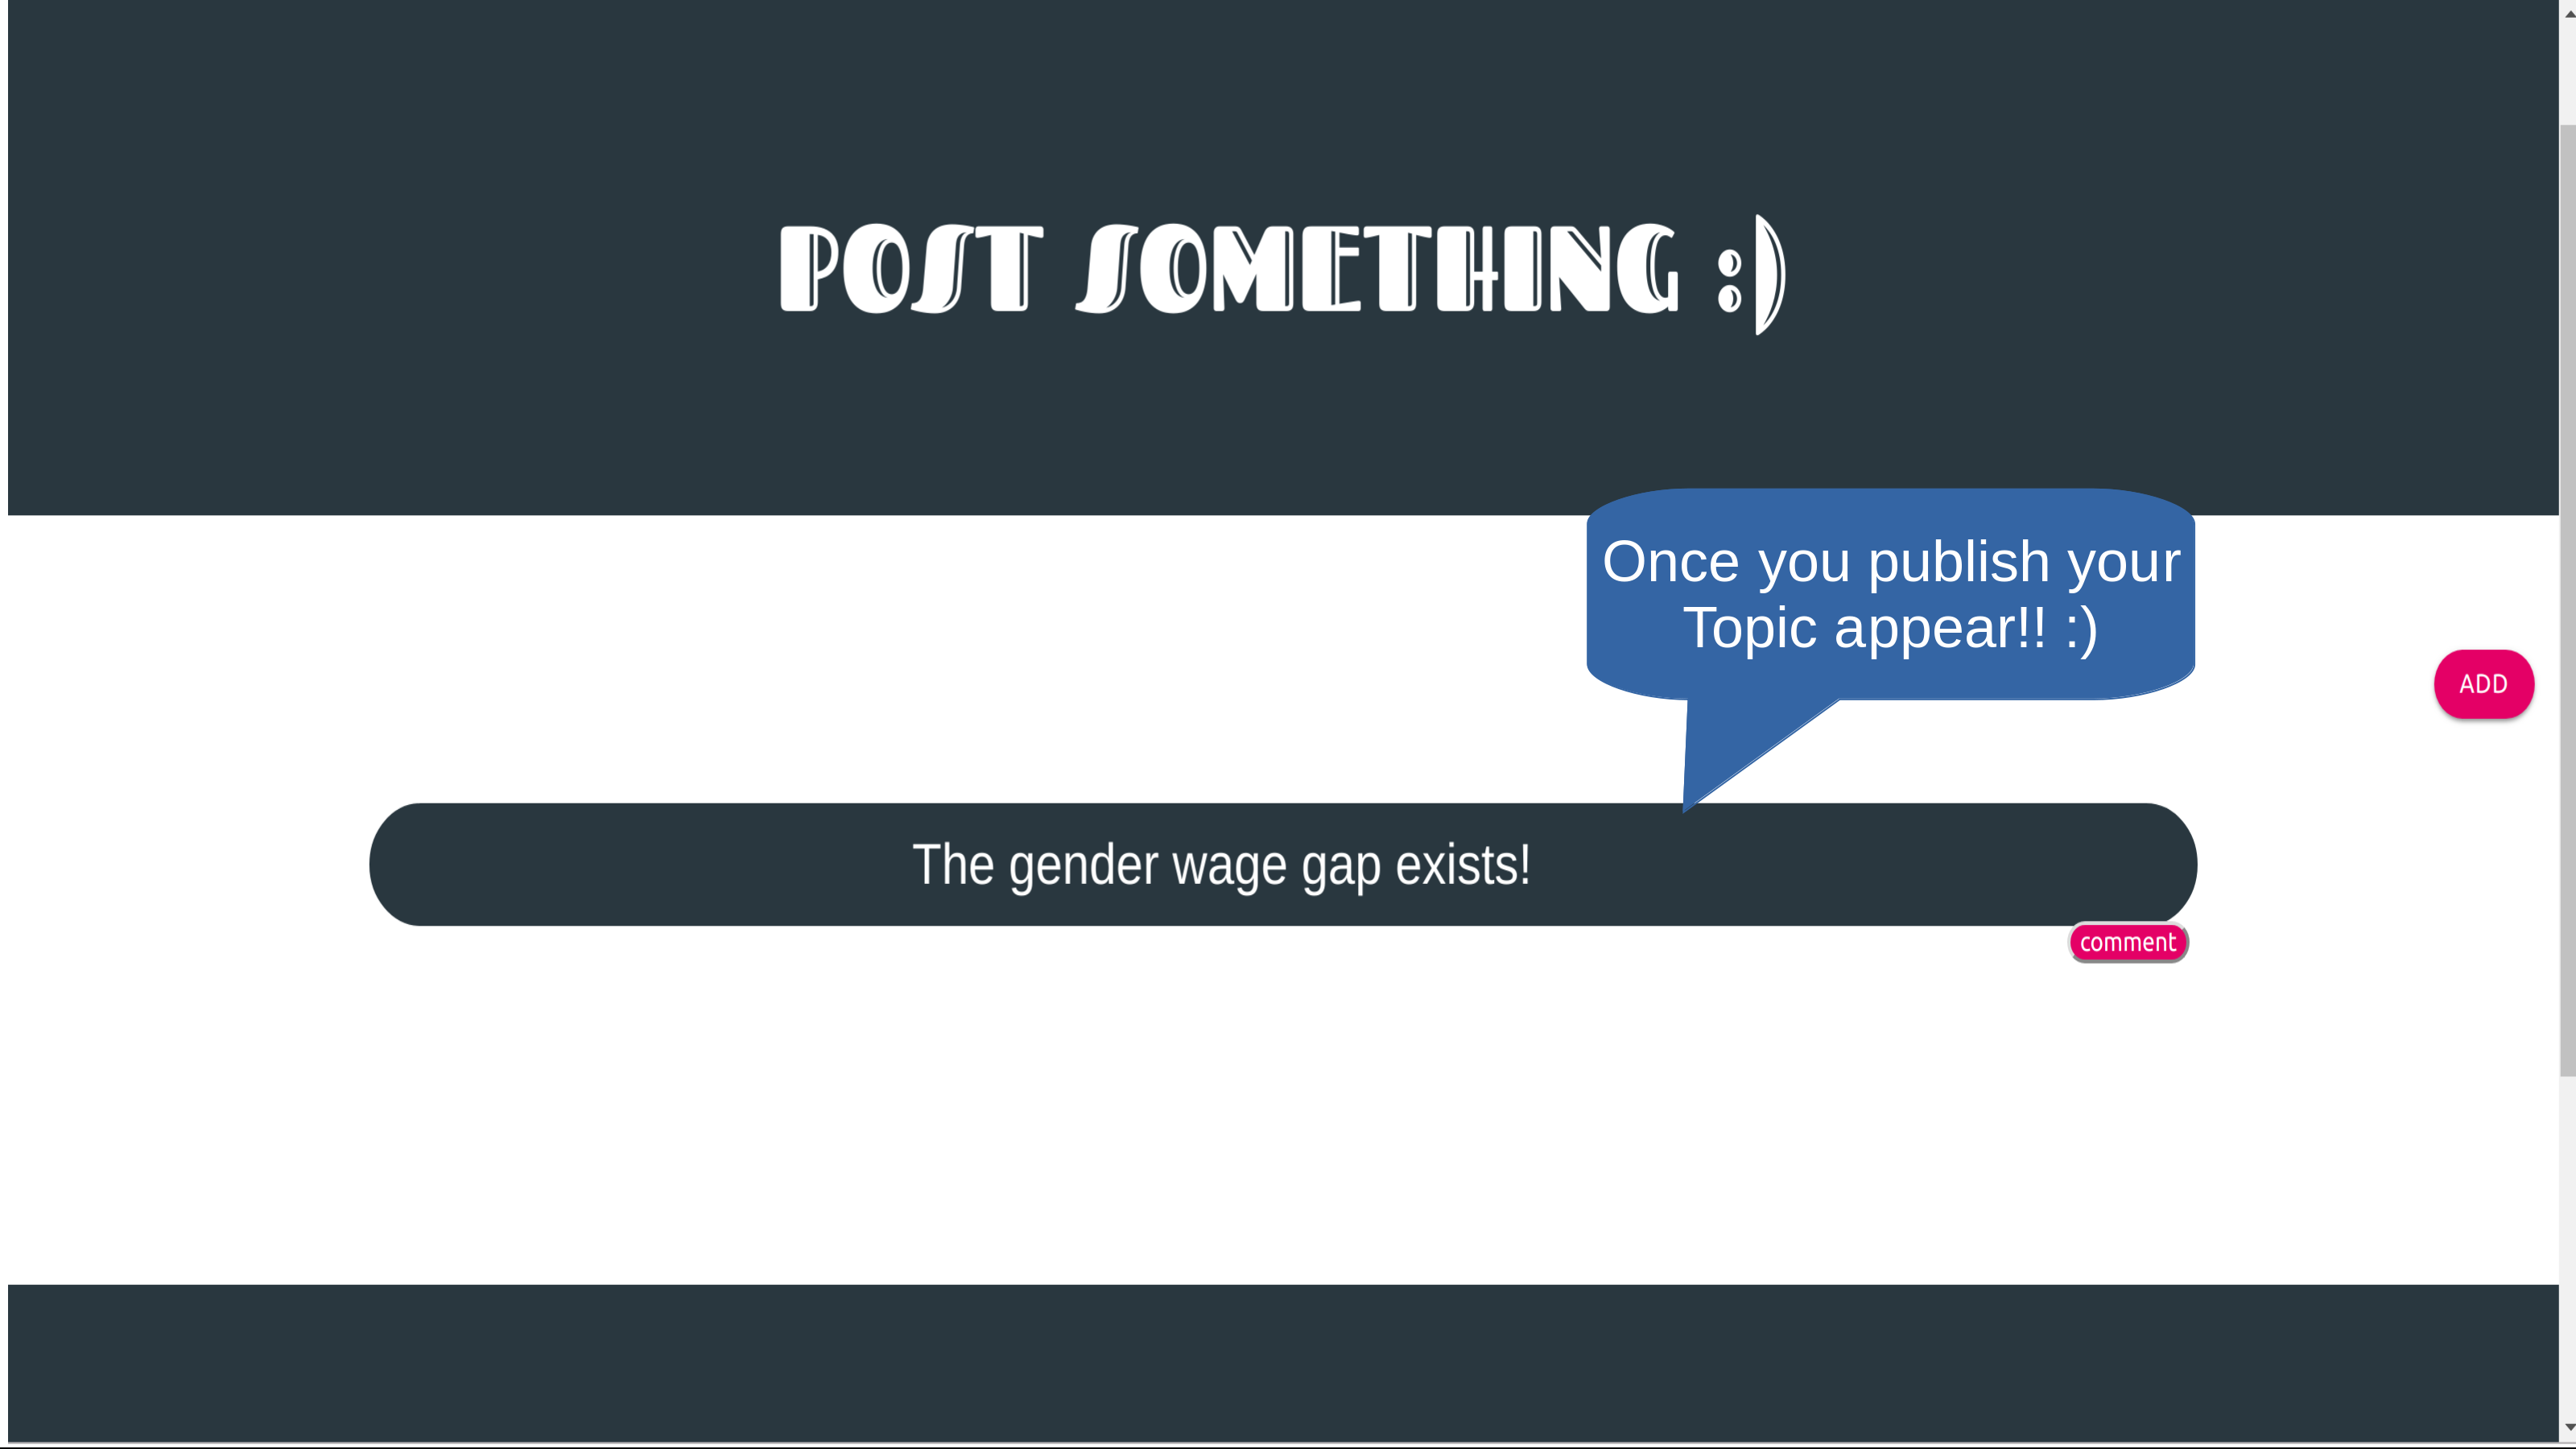 POST SOMETHING :)
Once you publish your
Topic appear!! :)
ADD
The gender wage gap exists!
comment